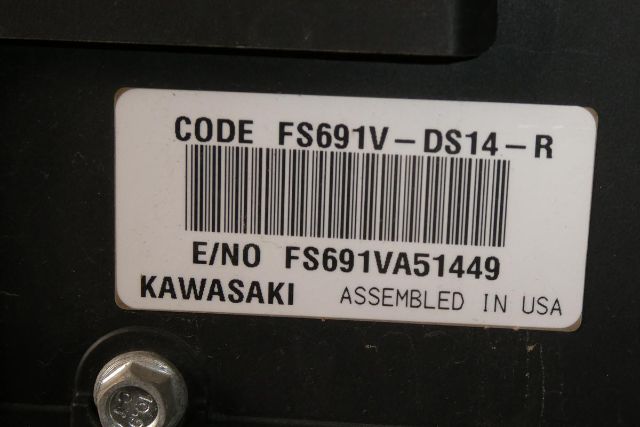 CODE FS691V-DS14-R
E/NO FS691VA51449
KAWASAKI ASSEMBLED IN USA